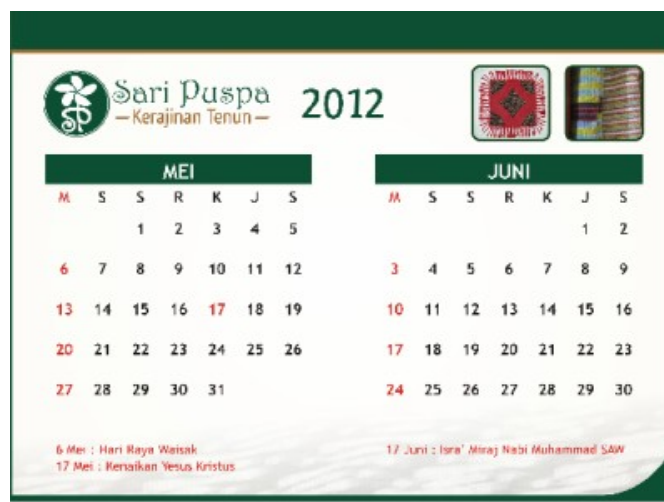 Sari Puspa
Kerajinan Tenun
SP
2012
MEI
M S S R K J S
1 2 3 4 5
6 7 8 9 10 11 12
13 14 15 16 17 18 19
20 21 22 23 24 25 26
27 28 29 30 31
6 Mei : Hari Raya Waisak
17 Mei : Kenaikan Yesus Kristus
JUNI
M S S R K J S
1 2
3 4 5 6 7 8 9
10 11 12 13 14 15 16
17 18 19 20 21 22 23
24 25 26 27 28 29 30
17 Juni : Isra' Miraj Nabi Muhammad SAW